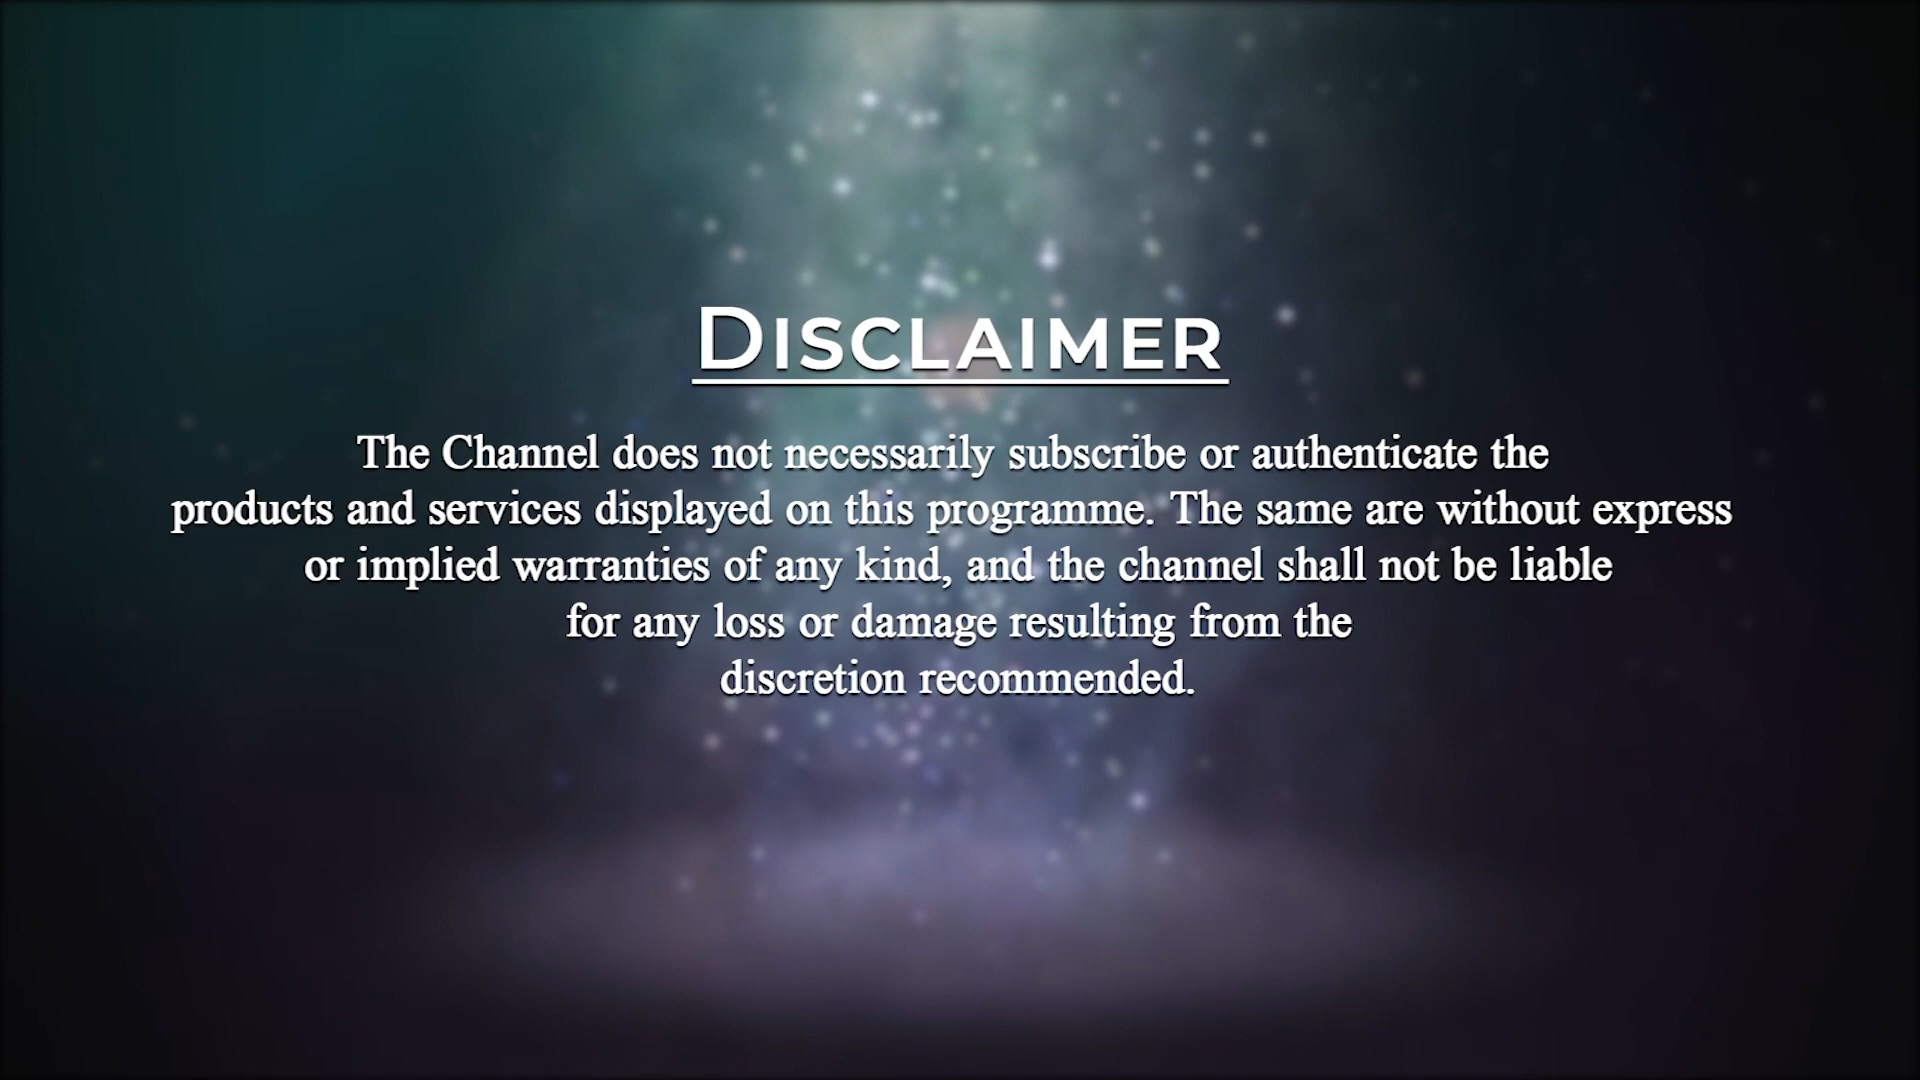 DISCLAIMER
The Channel does not necessarily subscribe or authenticate the
products and services displayed on this programme. The same are without express
or implied warranties of any kind, and the channel shall not be liable
for any loss or damage resulting from the
discretion recommended.